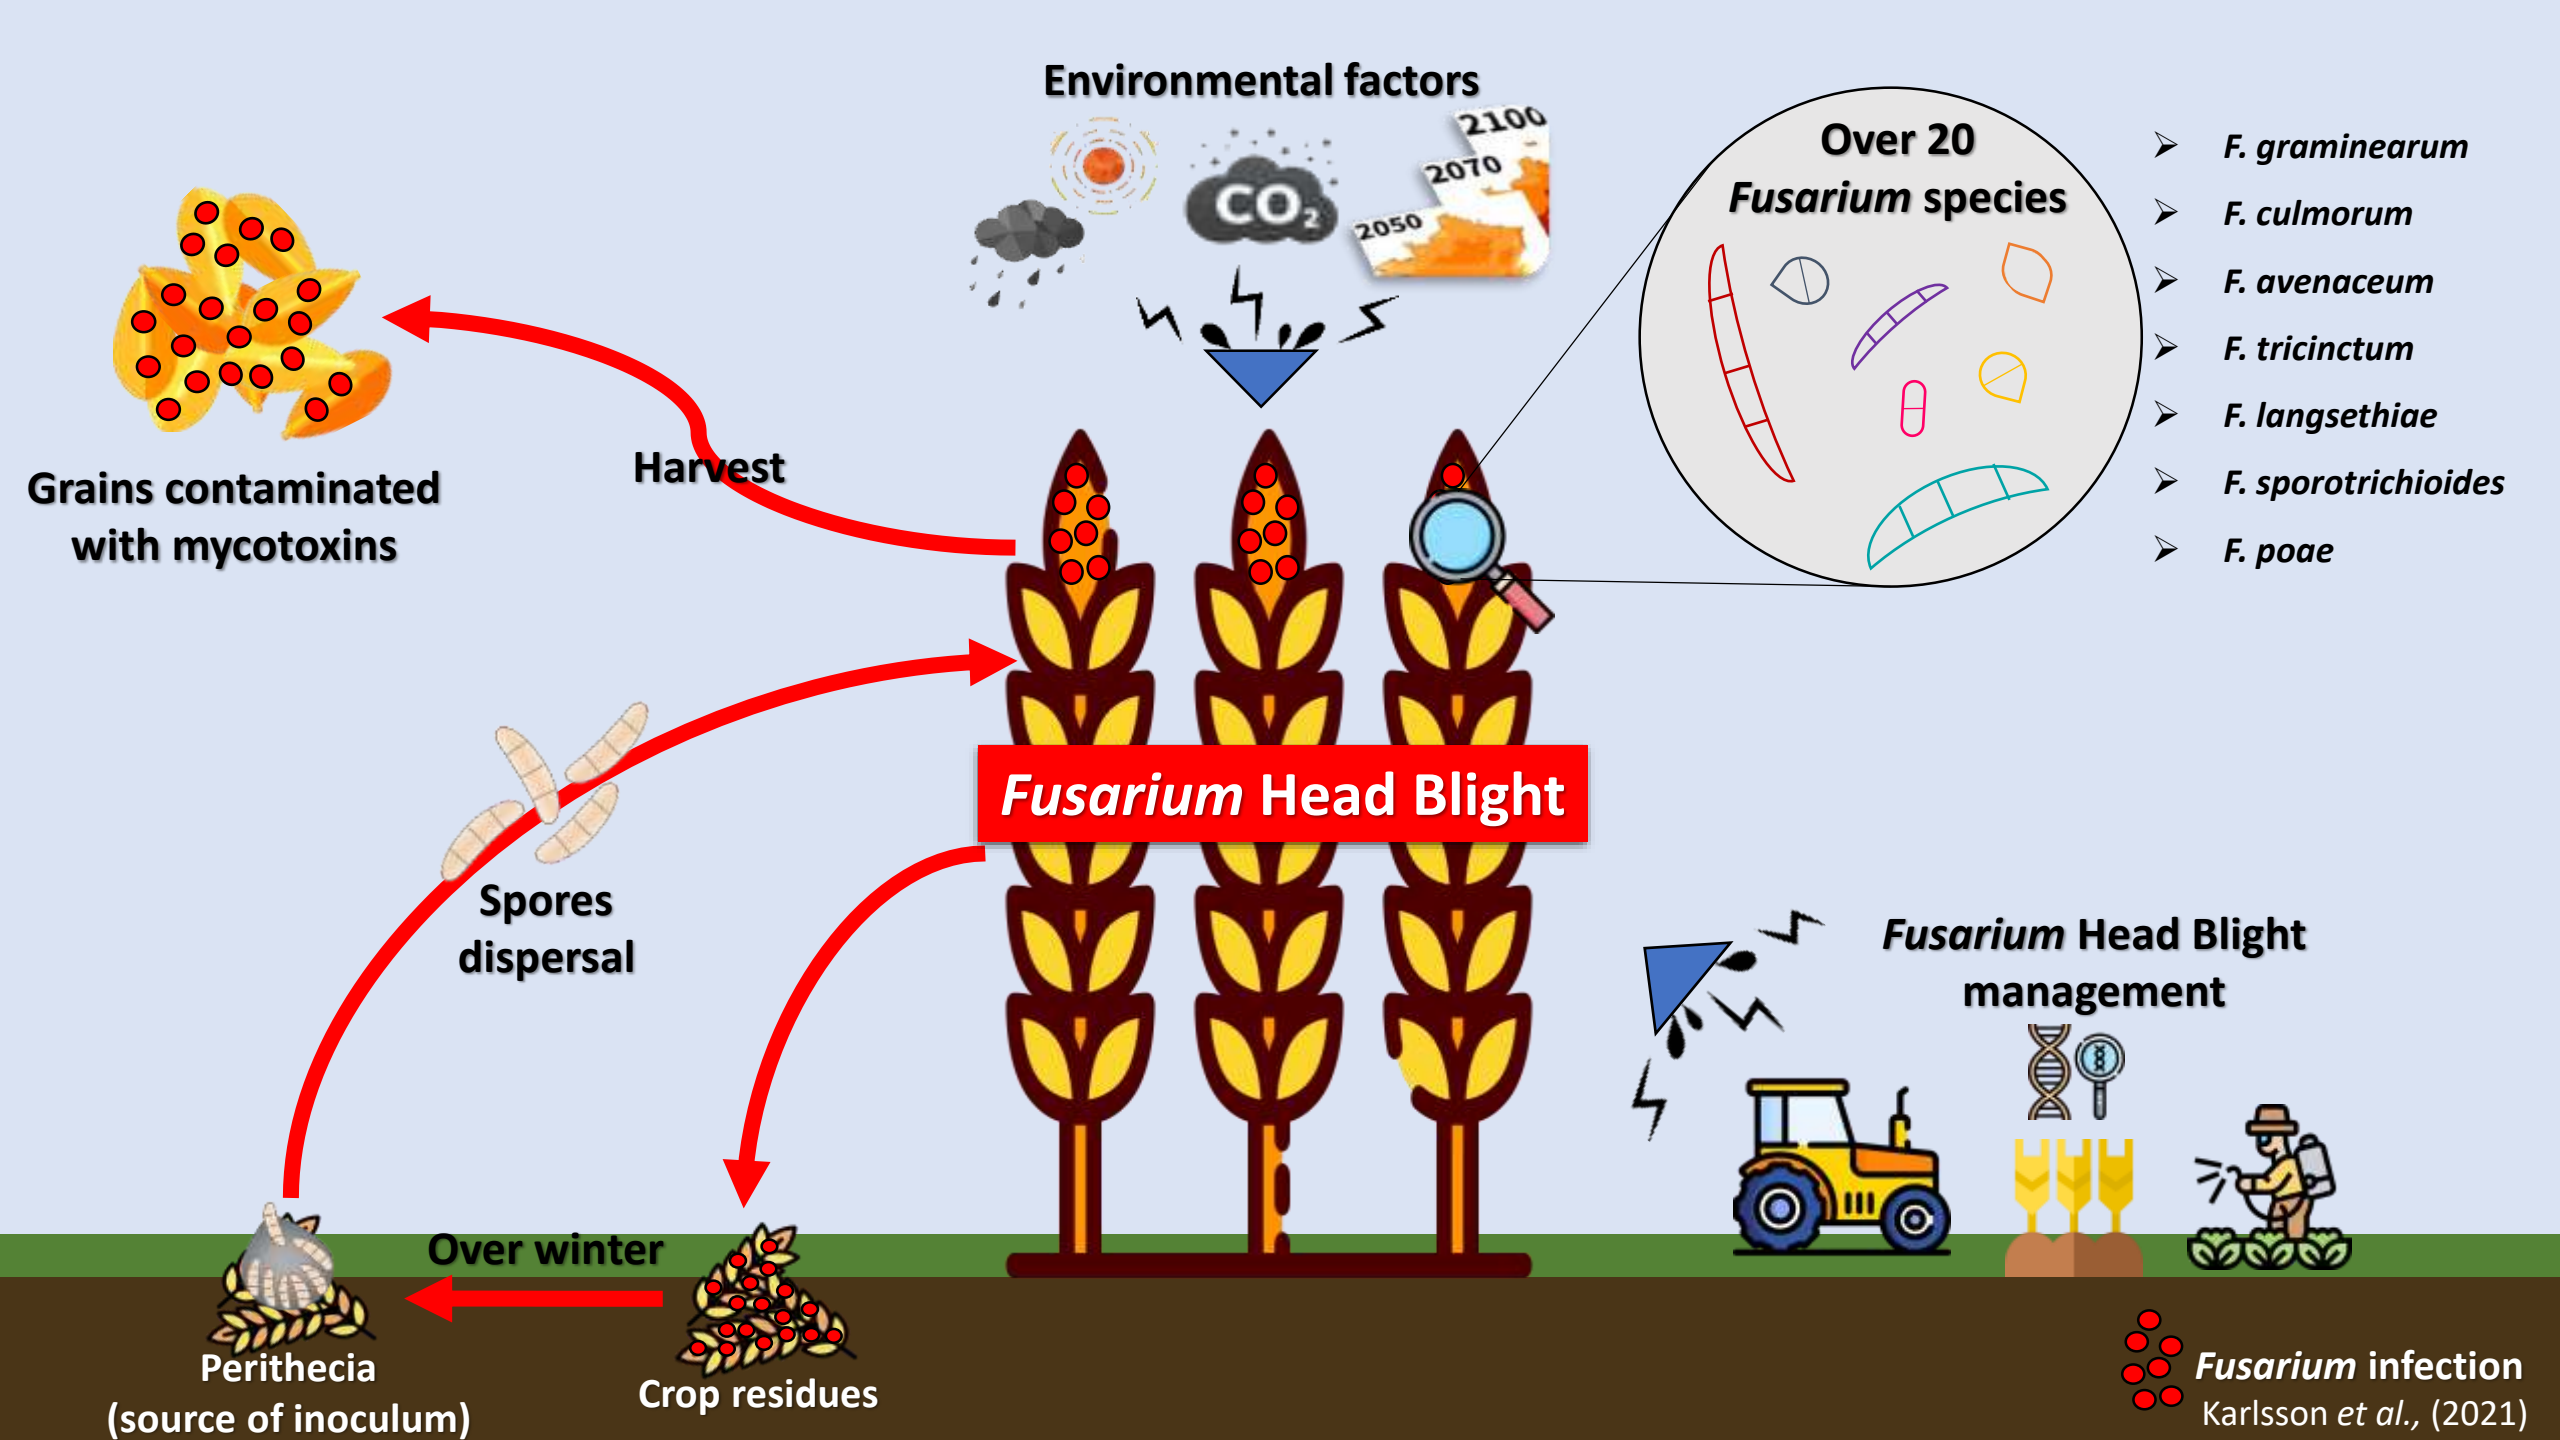 Environmental factors
CO2
2100
2070
2050
Over 20
Fusarium species
➢ F. graminearum
➢ F. culmorum
➢ F. avenaceum
➢ F. tricinctum
➢ F. langsethiae
➢ F. sporotrichioides
➢ F. poae
Grains contaminated
with mycotoxins
Harvest
Fusarium Head Blight
Spores
dispersal
Fusarium Head Blight
management
Over winter
Perithecia
(source of inoculum)
Crop residues
Fusarium infection
Karlsson et al., (2021)